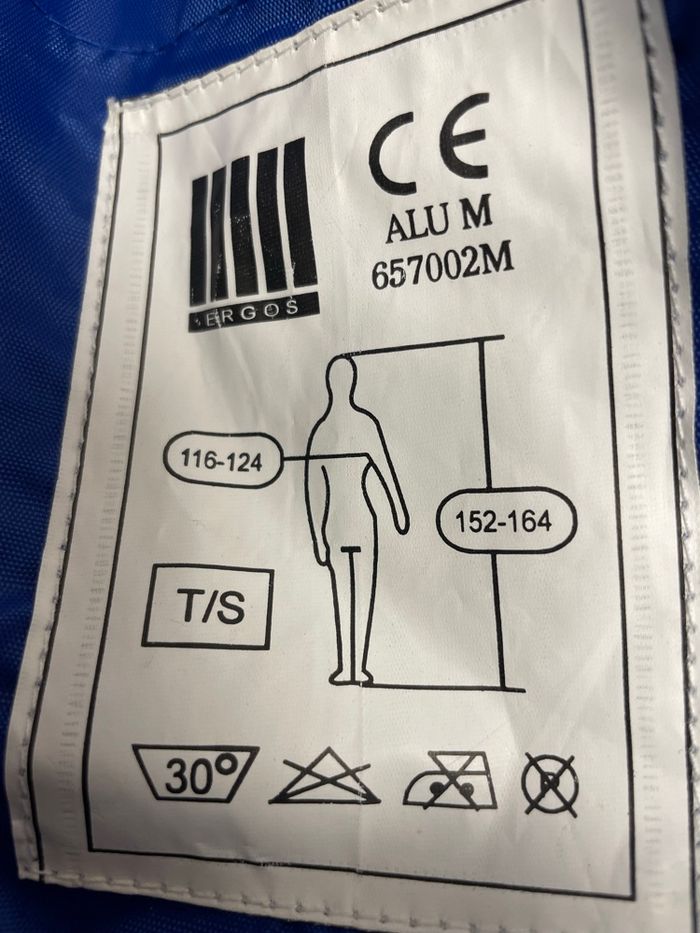 CE
ALU M
657002M
ERGOS
116-124
152-164
T/S
30°
P